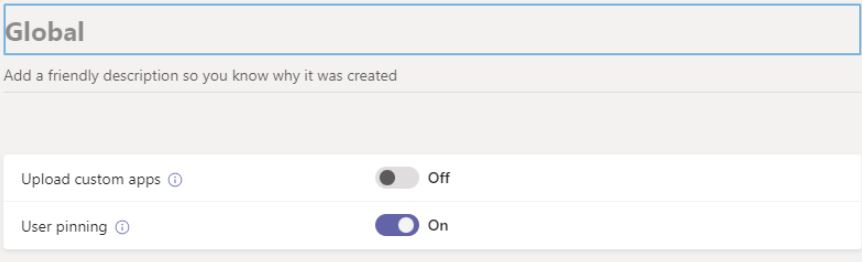 Global
Add a friendly description so you know why it was created
Upload custom apps Off
User pinning On